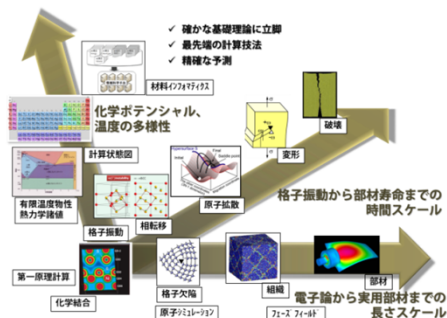 ✓ 確かな基礎理論に立脚
✓ 最先端の計算技法
✓ 精確な予測
材料インフォマティクス
化学ポテンシャル、
温度の多様性
破壊
計算状態図
変形
原子拡散
有限温度物性
熱力学諸値
相転移
格子振動
格子振動から部材寿命までの
時間スケール
第一原理計算
化学結合
格子欠陥
組織
部材
原子シミュレーション
フェーズ フィールド
電子論から実用部材までの
長さスケール